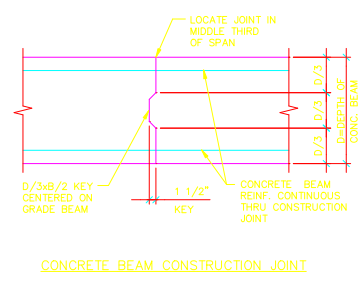 LOCATE JOINT IN
MIDDLE THIRD
OF SPAN
D/3
D/3
D/3
D=DEPTH OF
CONC. BEAM
D/3xB/2 KEY
CENTERED ON
GRADE BEAM
1 1/2"
KEY
CONCRETE BEAM
REINF. CONTINUOUS
THRU CONSTRUCTION
JOINT
CONCRETE BEAM CONSTRUCTION JOINT